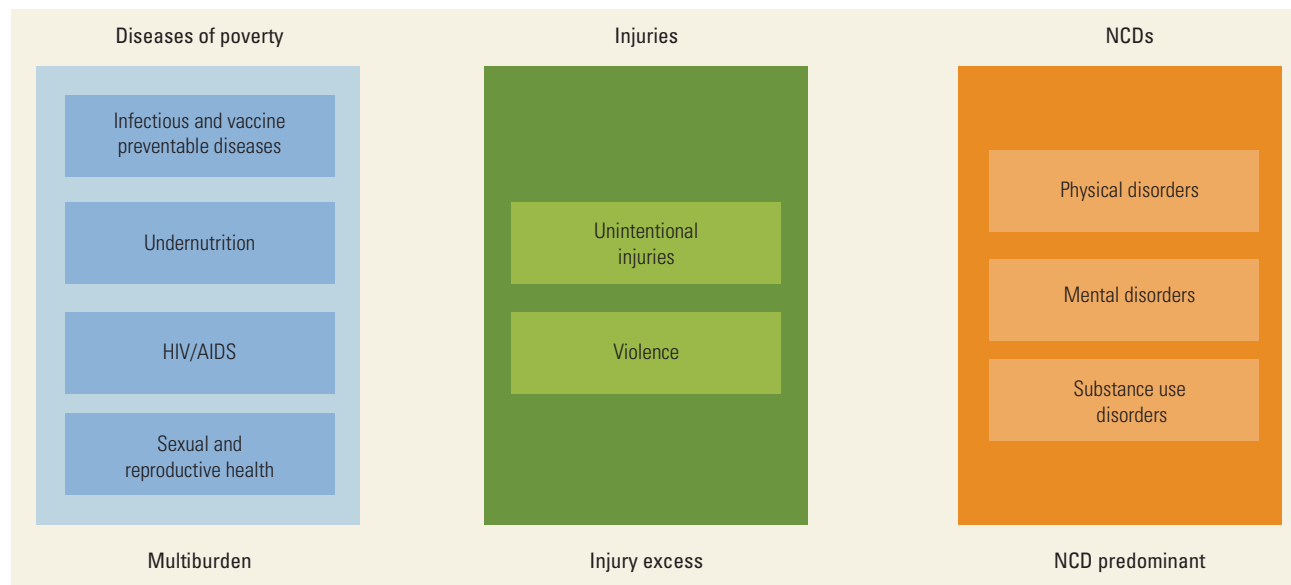 Diseases of poverty
Infectious and vaccine
preventable diseases
Undernutrition
HIV/AIDS
Sexual and
reproductive health
Multiburden
Injuries
Unintentional
injuries
Violence
Injury excess
NCDs
Physical disorders
Mental disorders
Substance use
disorders
NCD predominant